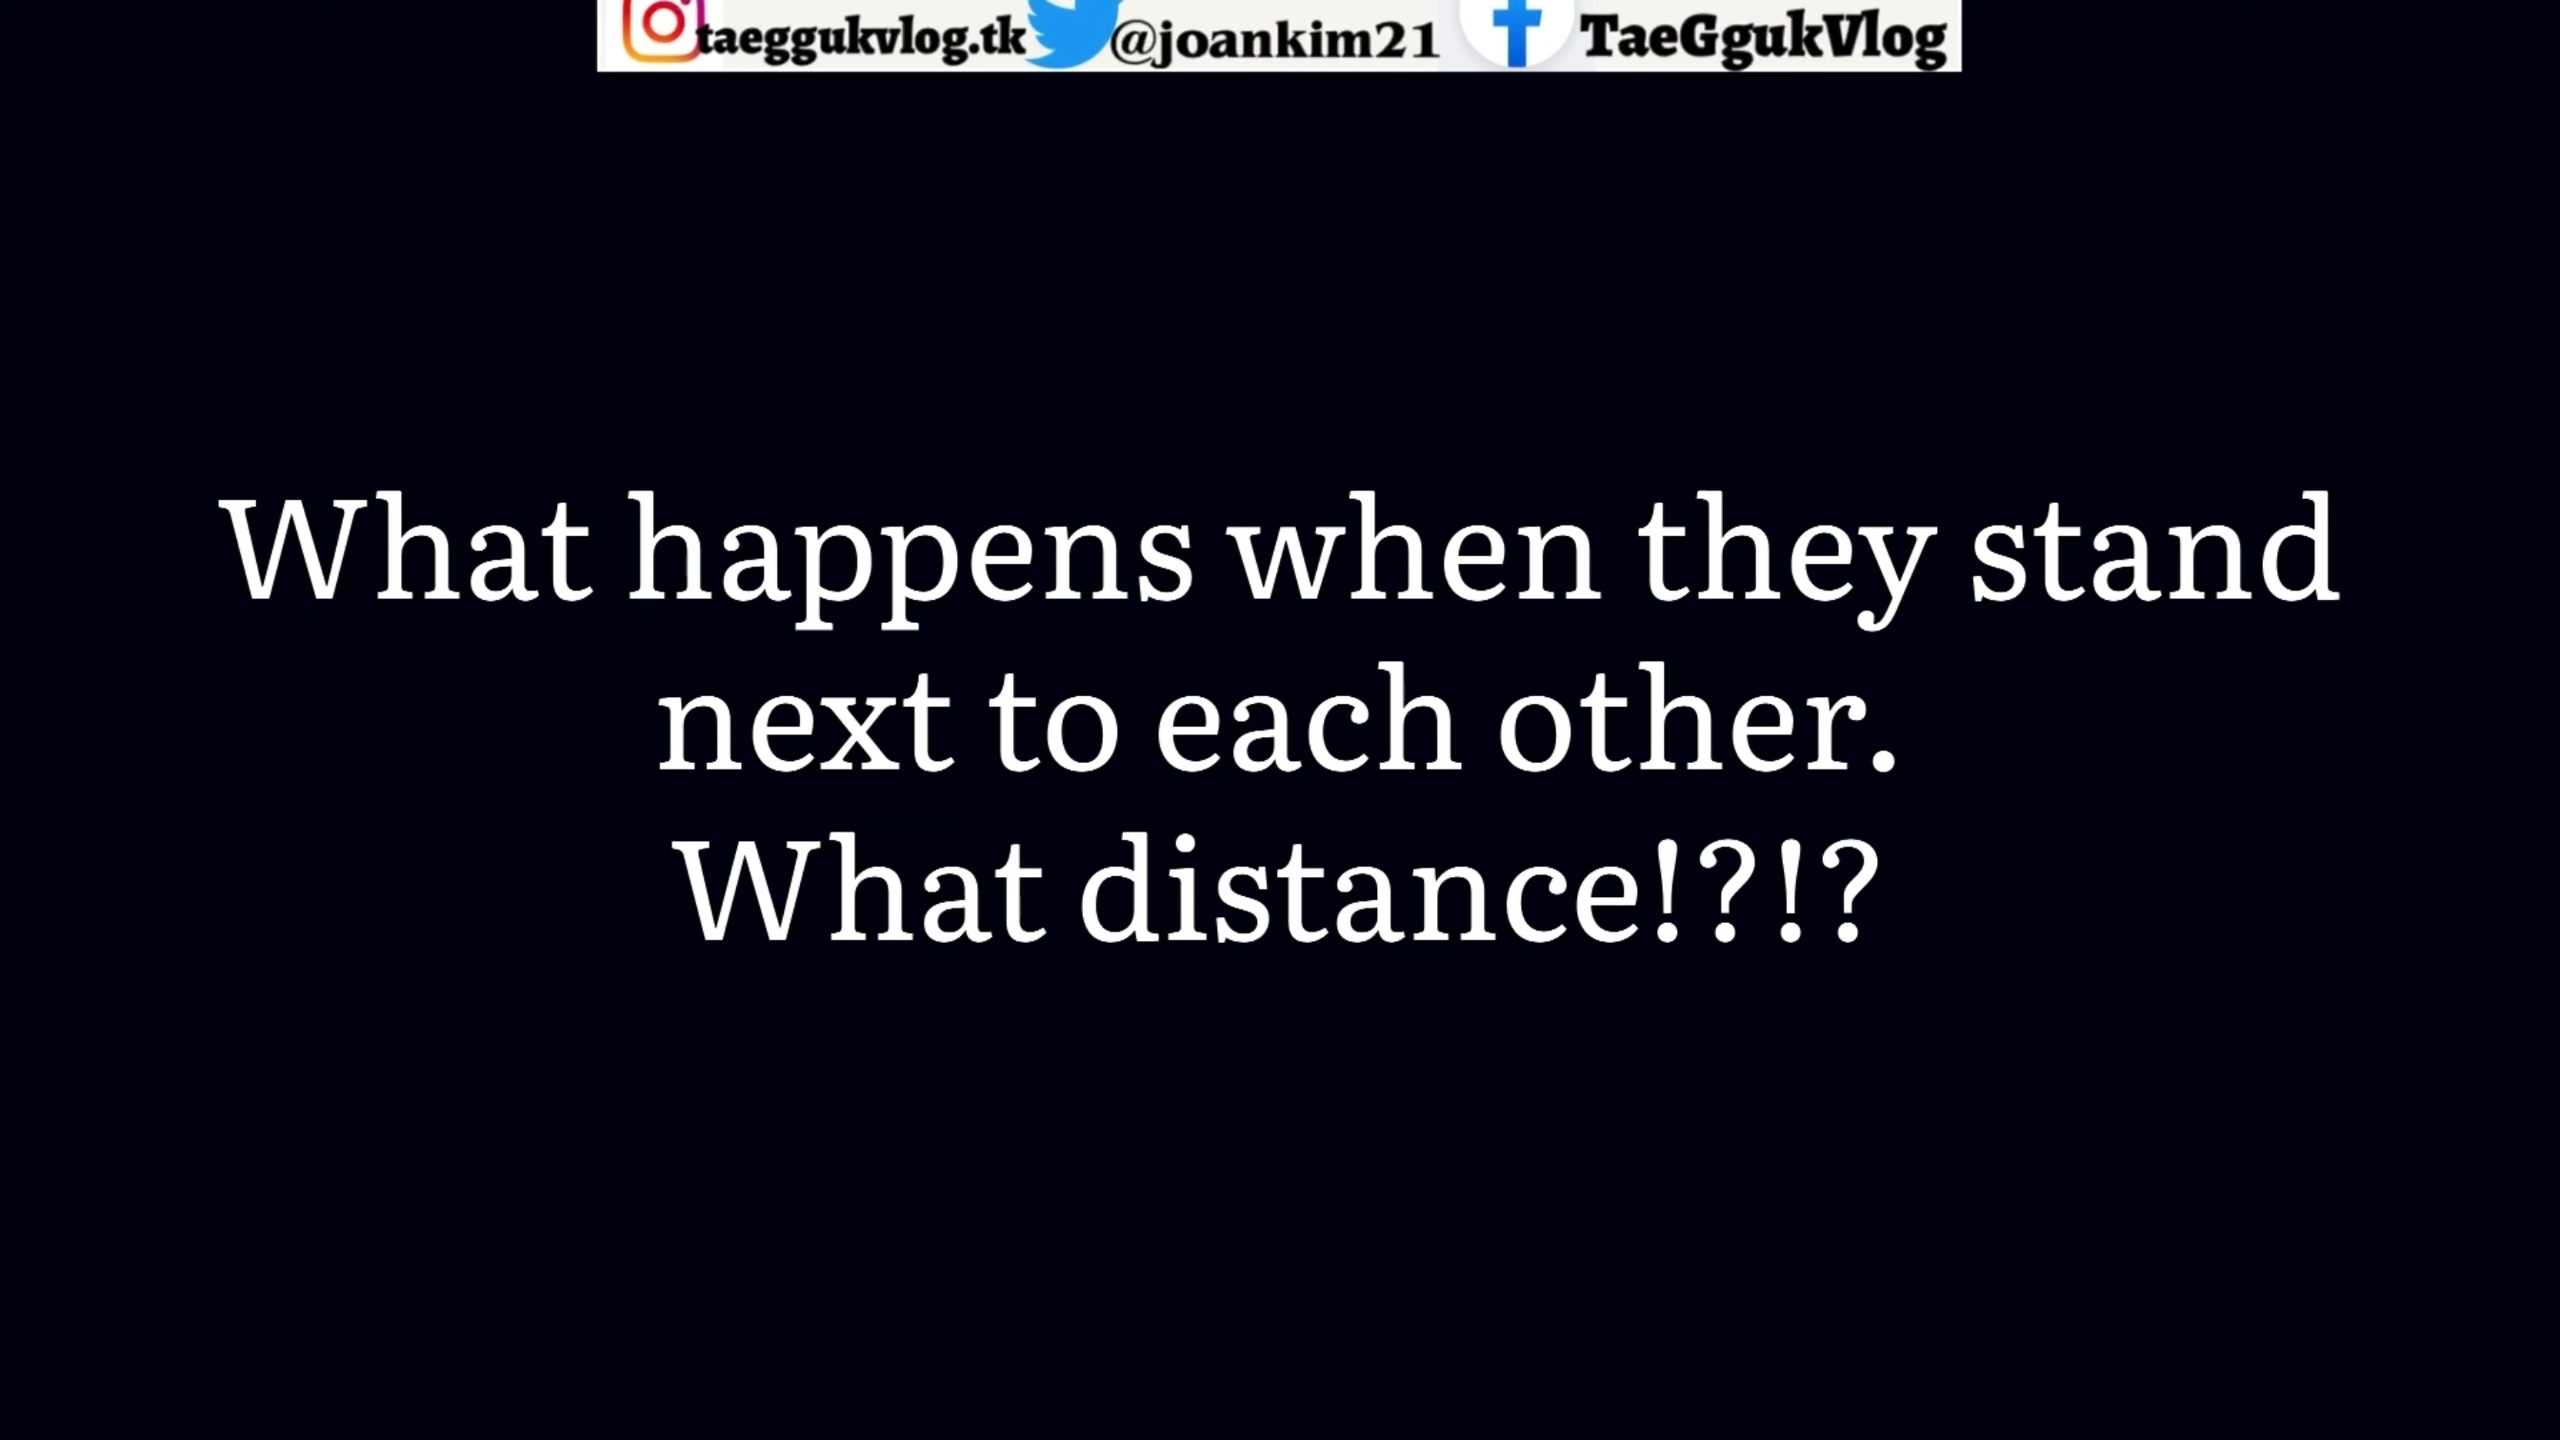 taeggukvlog.tk @joankim21 TaeGgukVlog
What happens when they stand
next to each other.
What distance!?!?